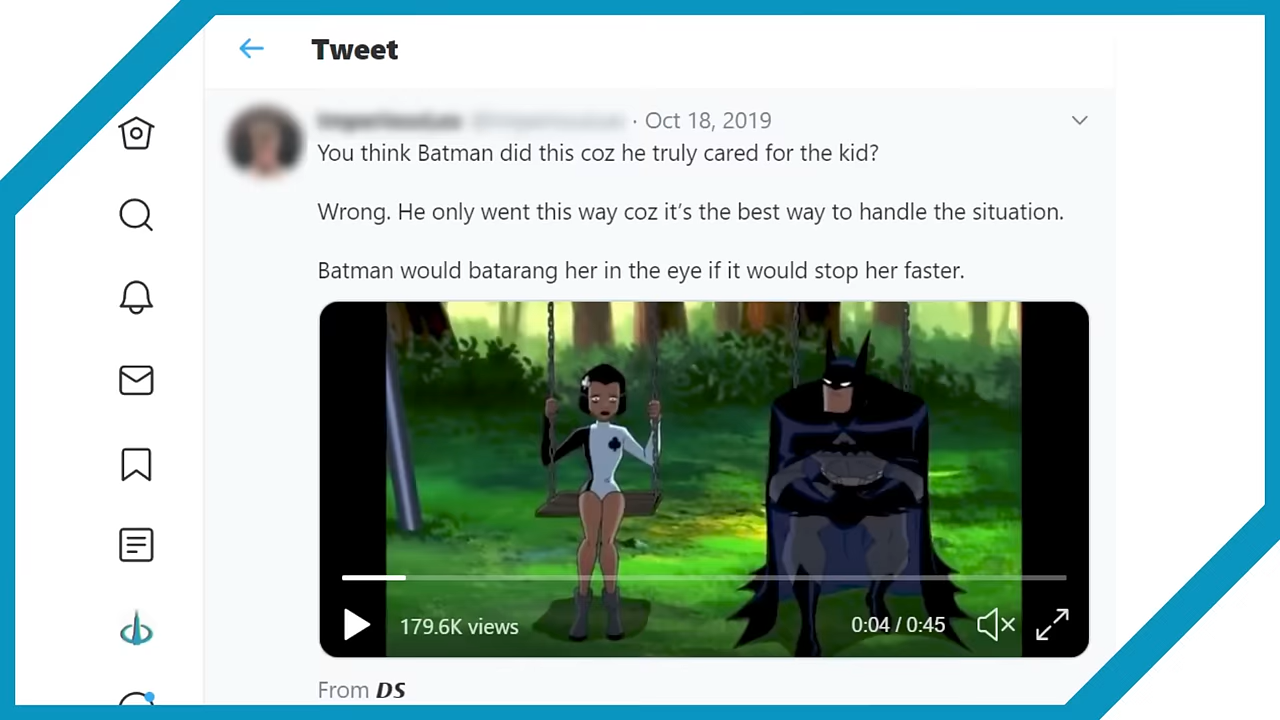 Tweet
· Oct 18, 2019
You think Batman did this coz he truly cared for the kid?
Wrong. He only went this way coz it’s the best way to handle the situation.
Batman would batarang her in the eye if it would stop her faster.
179.6K views
0:04 / 0:45
From DS